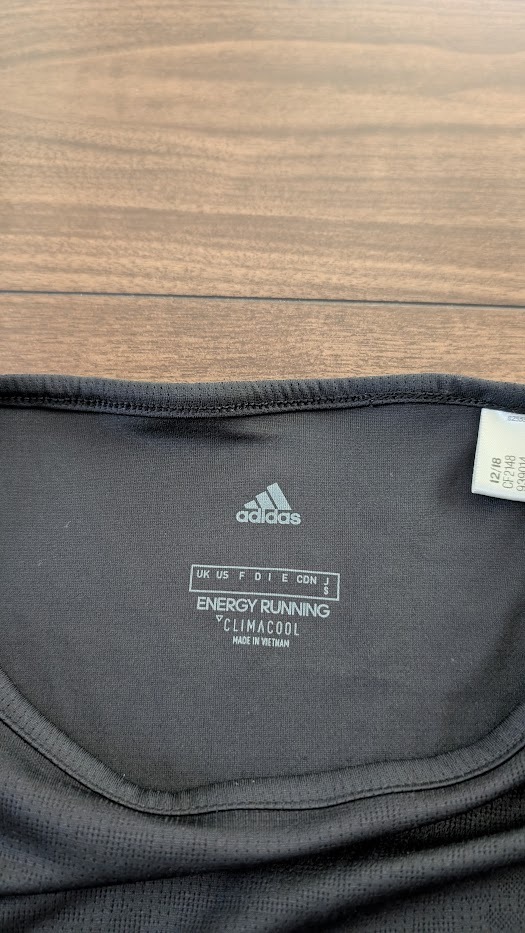 adidas
UK US F D I E CDN J
S
ENERGY RUNNING
CLIMACOOL
MADE IN VIETNAM
12/18
CF2148